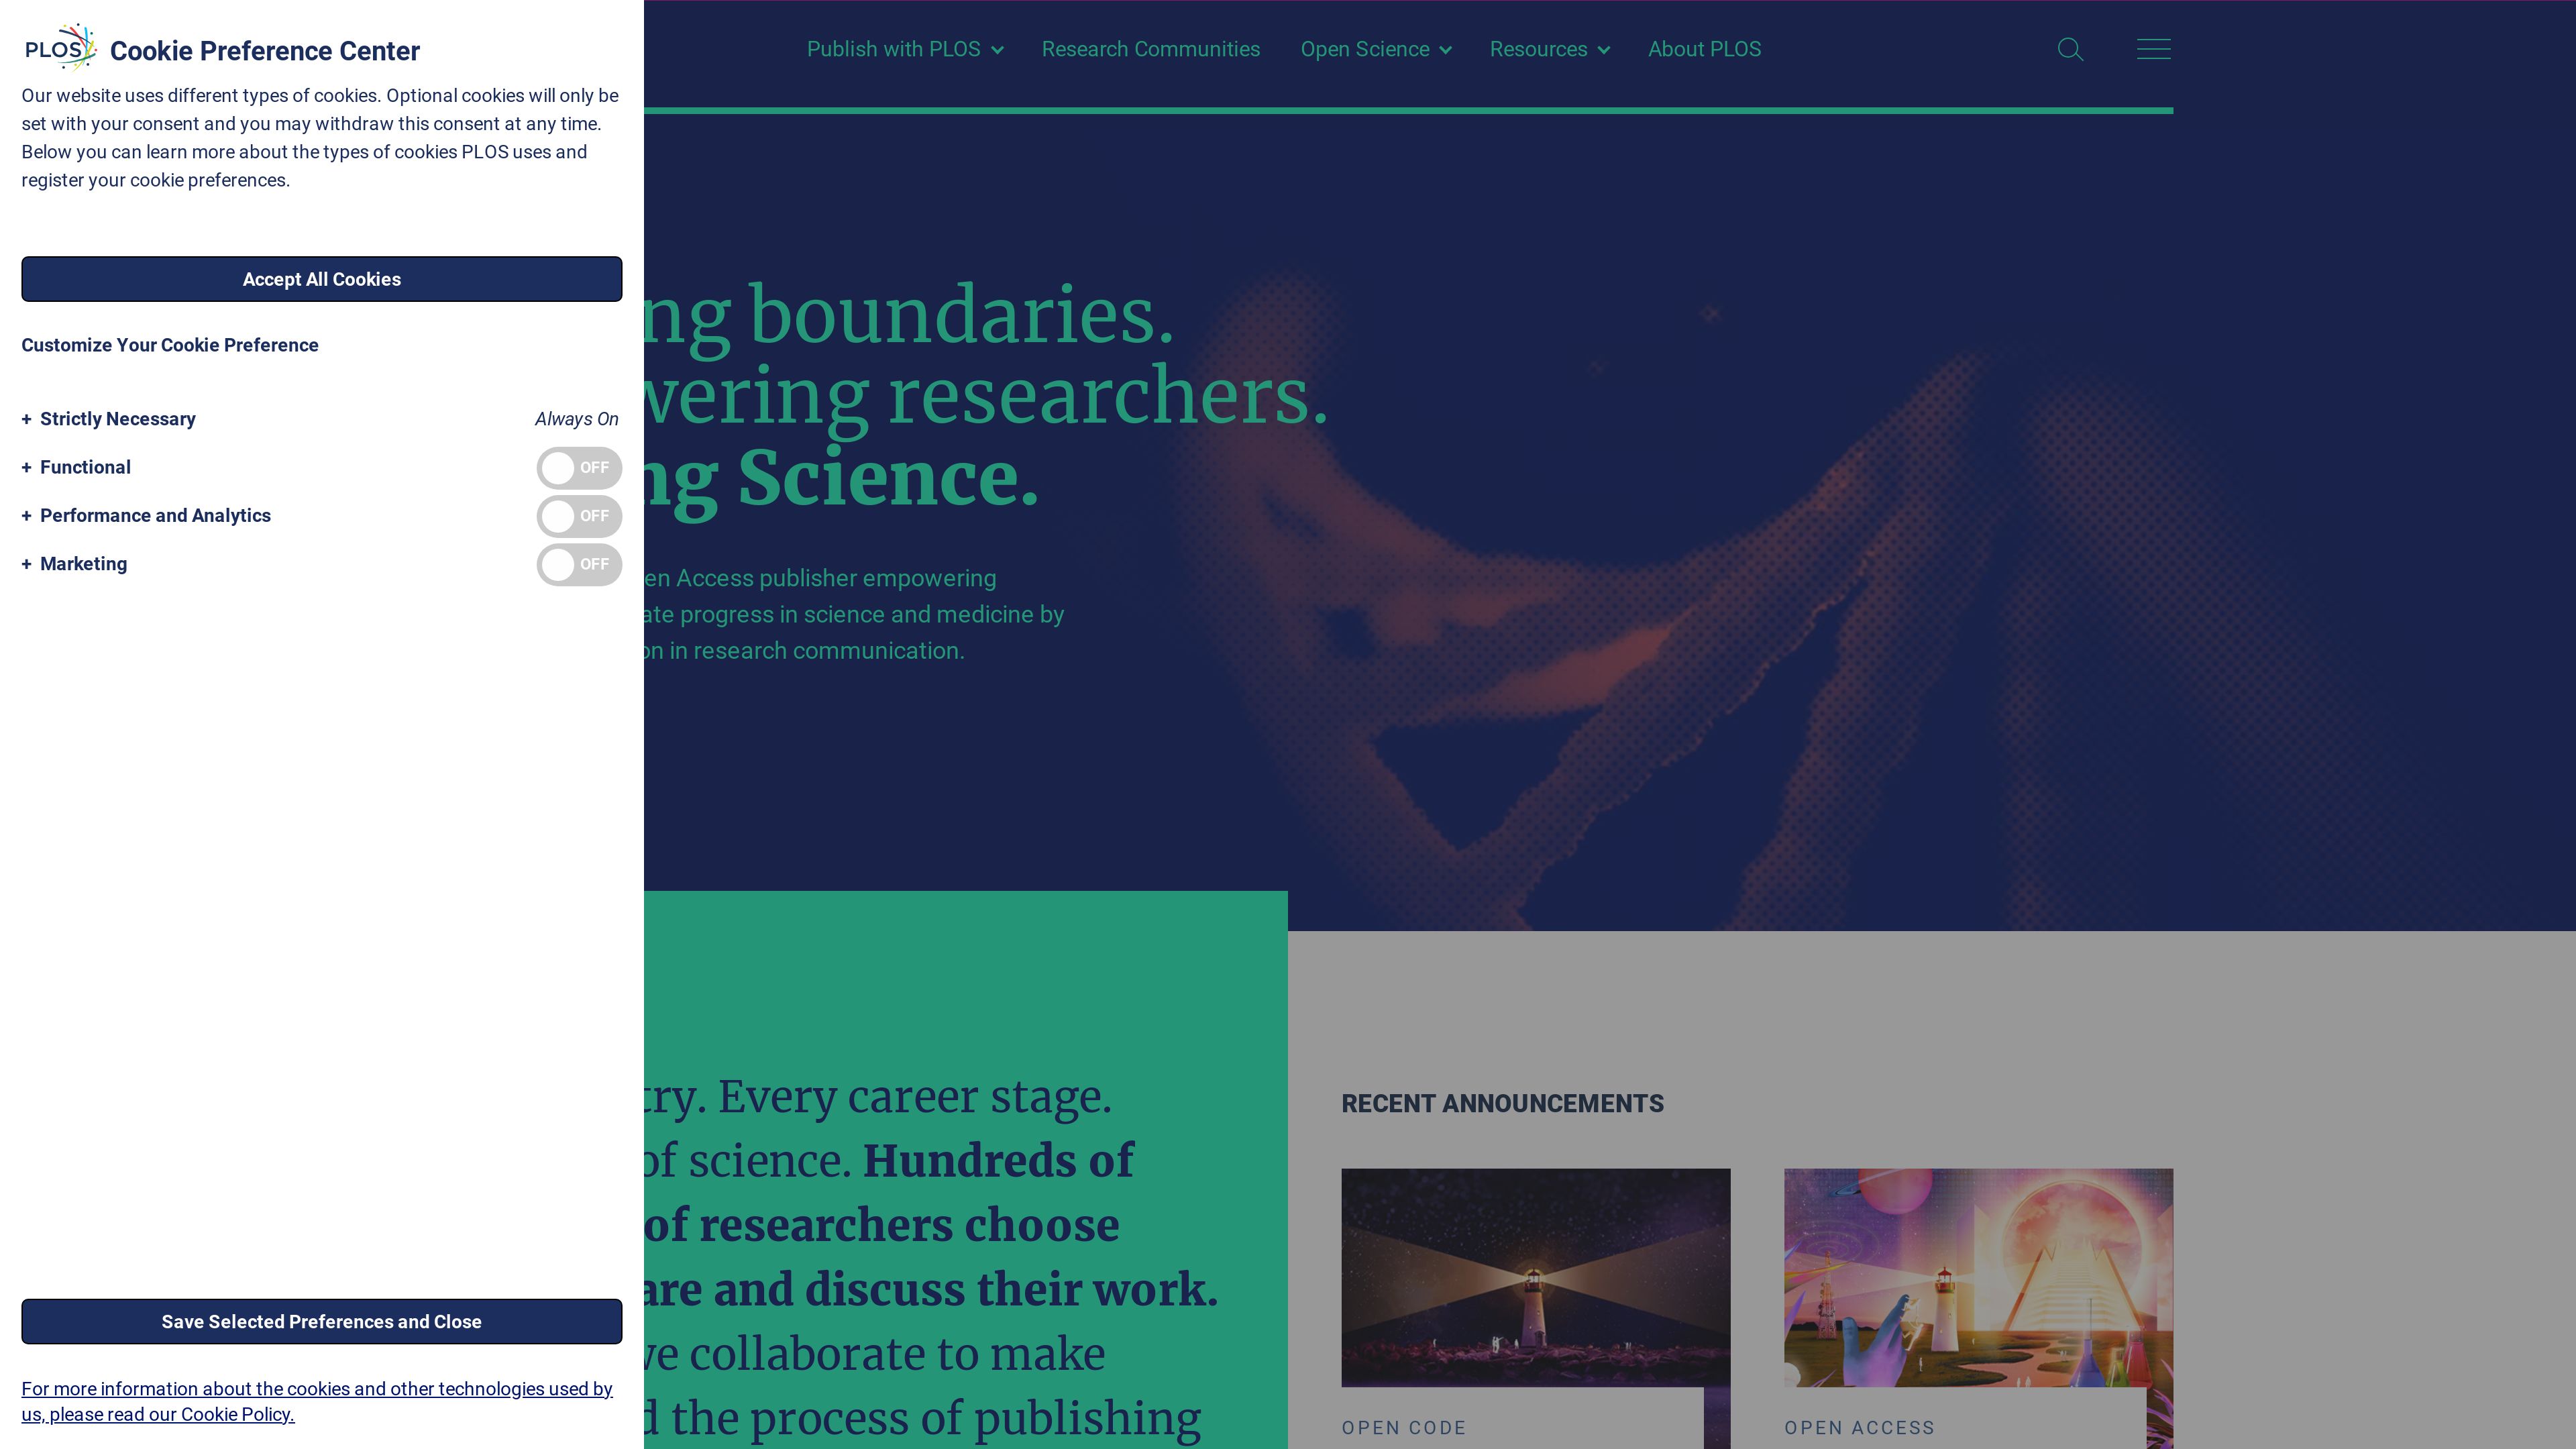 PLOS
Cookie Preference Center
Our website uses different types of cookies. Optional cookies will only be
set with your consent and you may withdraw this consent at any time.
Below you can learn more about the types of cookies PLOS uses and
register your cookie preferences.
Accept All Cookies
Customize Your Cookie Preference
+ Strictly Necessary Always On
+ Functional OFF
+ Performance and Analytics OFF
+ Marketing OFF
Save Selected Preferences and Close
For more information about the cookies and other technologies used by
us, please read our Cookie Policy.
Publish with PLOS Research Communities Open Science Resources About PLOS
ng boundaries.
wering researchers.
ng Science.
en Access publisher empowering
ate progress in science and medicine by
on in research communication.
try. Every career stage.
of science. Hundreds of
of researchers choose
are and discuss their work.
ve collaborate to make
d the process of publishing
RECENT ANNOUNCEMENTS
OPEN CODE
OPEN ACCESS